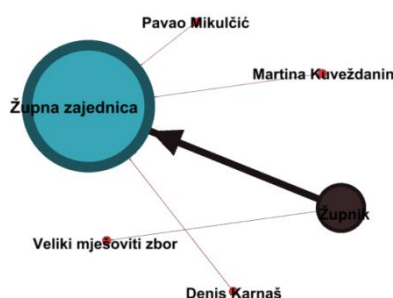 Pavao Mikulčić
Martina Kuveždanin
Župna zajednica
Župnik
Veliki mješoviti zbor
Denis Karnaš